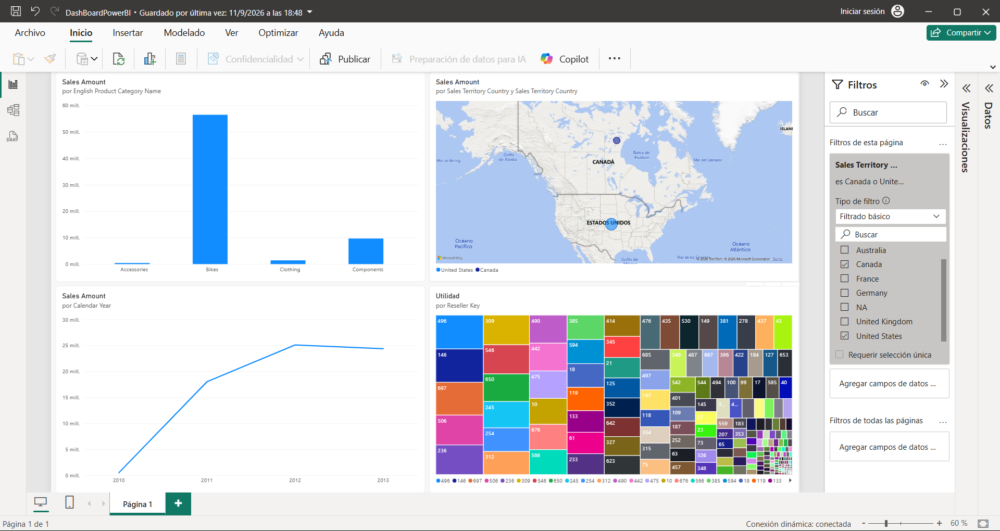 DashBoardPowerBI • Guardado por última vez: 11/9/2026 a las 18:48
Iniciar sesión
Archivo
Inicio
Insertar
Modelado
Ver
Optimizar
Ayuda
Compartir
Confidencialidad
Publicar
Preparación de datos para IA
Copilot
DAX
Sales Amount
por English Product Category Name
60 mill.
50 mill.
40 mill.
30 mill.
20 mill.
10 mill.
0 mill.
Accessories
Bikes
Clothing
Components
Sales Amount
por Sales Territory Country y Sales Territory Country
ISLANI
Golfo
de Alaska
Mar de Bering
Bahía de
Hudson
Mar del Labrador
CANADÁ
ESTADOS UNIDOS
Océano
Pacífico
Océano
Atlántico
Microsoft Bing
Golfo de
Mar de los
© 2026 TomTom, © 2026 Microsoft Corporation Terms
United States Canada
Sales Amount
por Calendar Year
30 mill.
25 mill.
20 mill.
15 mill.
10 mill.
5 mill.
0 mill.
2010
2011
2012
2013
Utilidad
por Reseller Key
496
146
697
506
236
309
546
650
245
254
312
490
442
475
10
676
566
385
594
18
119
133
61
233
414
345
21
125
352
642
327
623
476
435
530
149
381
278
437
43
685
497
197
118
354
315
75
346
487
667
396
422
184
127
653
542
401
109
187
252
63
457
544
494
100
99
17
585
40
145
27
23
73
326
348
3...
4...
559
183
207
353
65
496 146 697 506 236 309 546 650 245 254 312 490 442 475 10 676 566 385 594 18 119 133
Filtros
Buscar
Filtros de esta página
...
Sales Territory ...
es Canada o Unite...
Tipo de filtro
Filtrado básico
Buscar
Australia
Canada
France
Germany
NA
United Kingdom
United States
Requerir selección única
Agregar campos de datos ...
Filtros de todas las páginas
...
Agregar campos de datos ...
Visualizaciones
Datos
Página 1
Página 1 de 1
Conexión dinámica: conectada
- + 60 %